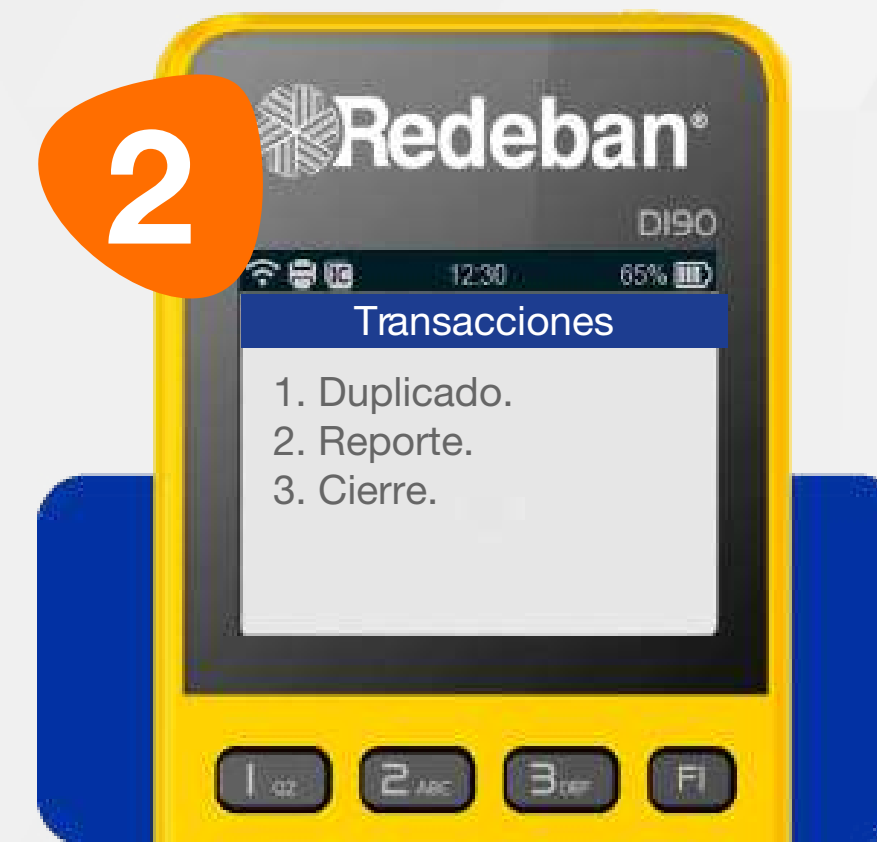 2
Redeban®
DI90
12:30 65%
Transacciones
1. Duplicado.
2. Reporte.
3. Cierre.
1 QZ 2 ABC 3 DEF F1